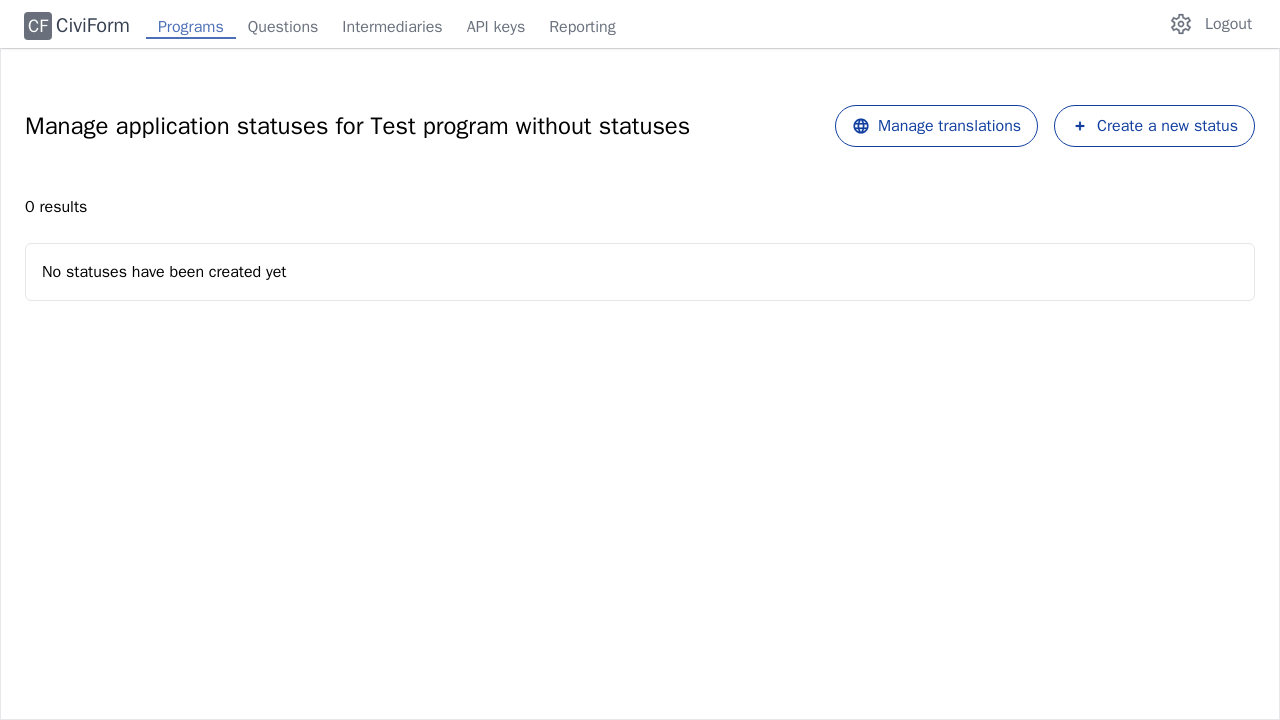 CF CiviForm Programs Questions Intermediaries API keys Reporting Logout
Manage application statuses for Test program without statuses Manage translations Create a new status
0 results
No statuses have been created yet